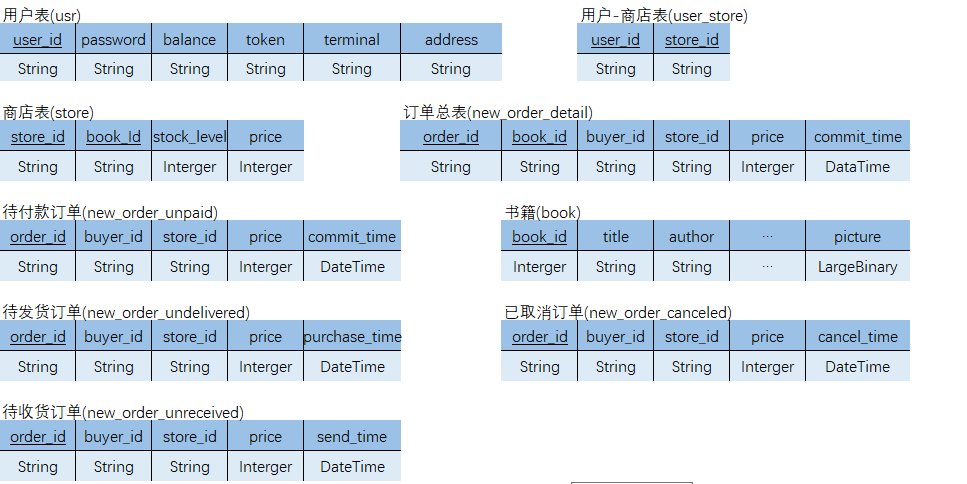 用户表(usr)
user_id password balance token terminal address
String String String String String String
用户-商店表(user_store)
user_id store_id
String String
商店表(store)
store_id book_Id stock_level price
String String Interger Interger
订单总表(new_order_detail)
order_id book_id buyer_id store_id price commit_time
String String String String Interger DataTime
待付款订单(new_order_unpaid)
order_id buyer_id store_id price commit_time
String String String Interger DateTime
书籍(book)
book_id title author ... picture
Interger String String ... LargeBinary
待发货订单(new_order_undelivered)
order_id buyer_id store_id price purchase_time
String String String Interger DateTime
已取消订单(new_order_canceled)
order_id buyer_id store_id price cancel_time
String String String Interger DateTime
待收货订单(new_order_unreceived)
order_id buyer_id store_id price send_time
String String String Interger DateTime